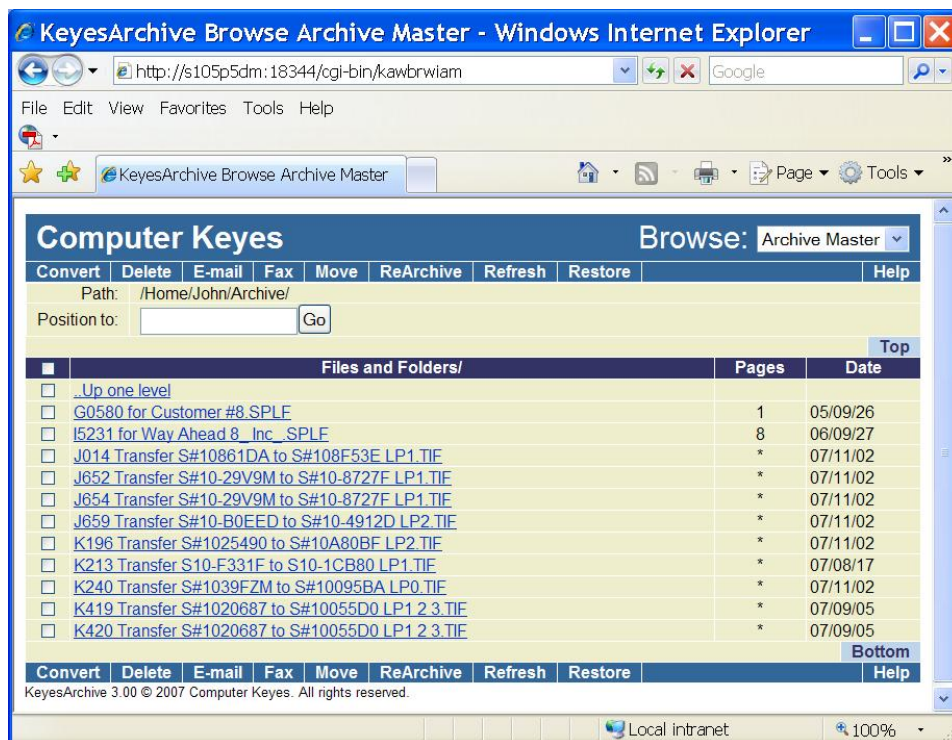 KeyesArchive Browse Archive Master - Windows Internet Explorer
http://s105p5dm:18344/cgi-bin/kawbrwiam Google
File Edit View Favorites Tools Help
KeyesArchive Browse Archive Master Page Tools »
Computer Keyes Browse: Archive Master
Convert Delete E-mail Fax Move ReArchive Refresh Restore Help
Path: /Home/John/Archive/
Position to: Go
Top
Files and Folders/ Pages Date
..Up one level
G0580 for Customer #8.SPLF 1 05/09/26
I5231 for Way Ahead 8_ Inc_.SPLF 8 06/09/27
J014 Transfer S#10861DA to S#108F53E LP1.TIF * 07/11/02
J652 Transfer S#10-29V9M to S#10-8727F LP1.TIF * 07/11/02
J654 Transfer S#10-29V9M to S#10-8727F LP1.TIF * 07/11/02
J659 Transfer S#10-B0EED to S#10-4912D LP2.TIF * 07/11/02
K196 Transfer S#1025490 to S#10A80BF LP2.TIF * 07/11/02
K213 Transfer S10-F331F to S10-1CB80 LP1.TIF * 07/08/17
K240 Transfer S#1039FZM to S#10095BA LP0.TIF * 07/11/02
K419 Transfer S#1020687 to S#10055D0 LP1 2 3.TIF * 07/09/05
K420 Transfer S#1020687 to S#10055D0 LP1 2 3.TIF * 07/09/05
Bottom
Convert Delete E-mail Fax Move ReArchive Refresh Restore Help
KeyesArchive 3.00 © 2007 Computer Keyes. All rights reserved.
Local intranet 100%